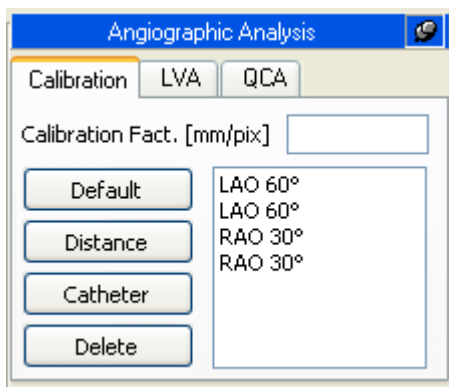 Angiographic Analysis
Calibration LVA QCA
Calibration Fact. [mm/pix]
Default
Distance
Catheter
Delete
LAO 60°
LAO 60°
RAO 30°
RAO 30°